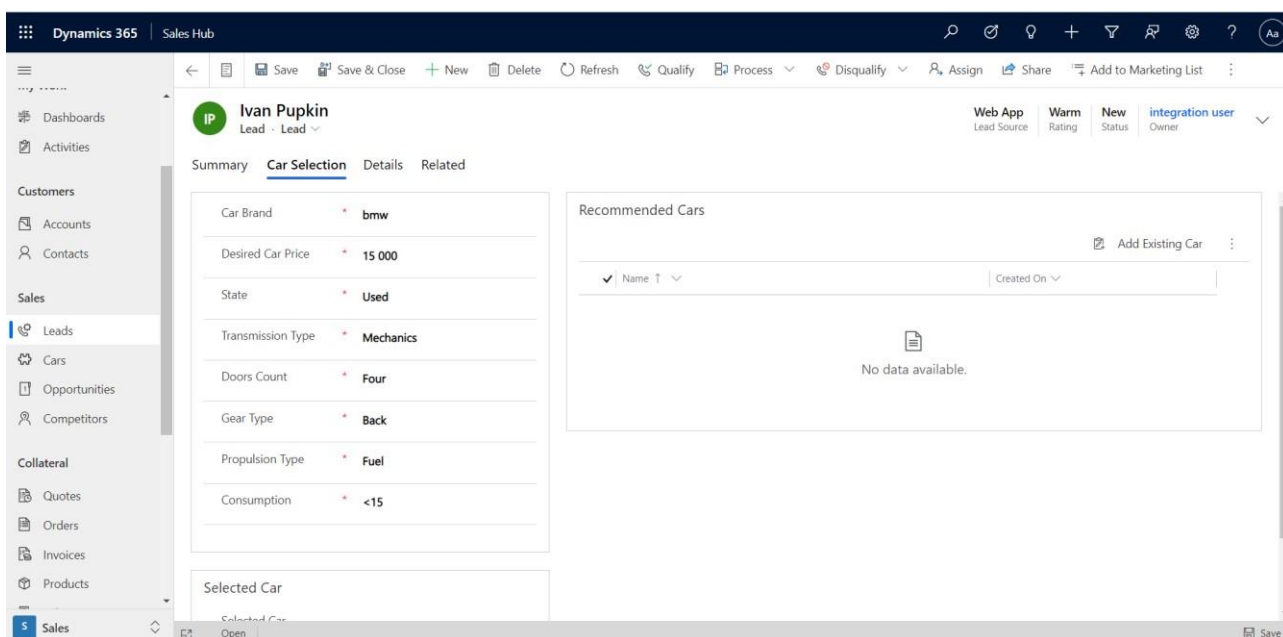 Dynamics 365 Sales Hub
Aa
Save Save & Close New Delete Refresh Qualify Process Disqualify Assign Share Add to Marketing List
IP
Ivan Pupkin
Lead · Lead
Web App Warm New integration user
Lead Source Rating Status Owner
Summary Car Selection Details Related
Dashboards
Activities
Customers
Accounts
Contacts
Sales
Leads
Cars
Opportunities
Competitors
Collateral
Quotes
Orders
Invoices
Products
S Sales
Car Brand * bmw
Desired Car Price * 15 000
State * Used
Transmission Type * Mechanics
Doors Count * Four
Gear Type * Back
Propulsion Type * Fuel
Consumption * <15
Selected Car
Selected Car
Recommended Cars
Add Existing Car
Name ↑ Created On
No data available.
Open Save